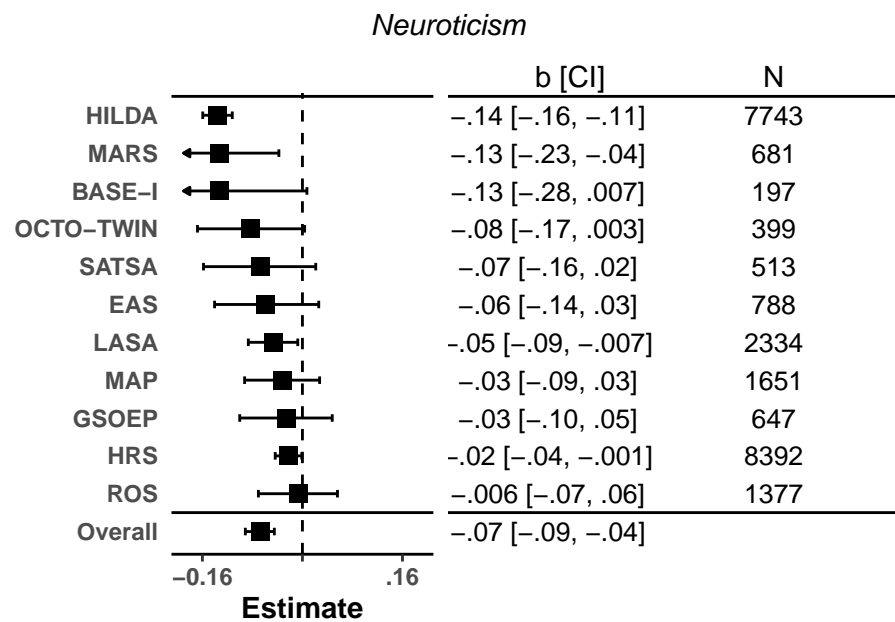 Neuroticism
b [CI] N
HILDA −.14 [−.16, −.11] 7743
MARS −.13 [−.23, −.04] 681
BASE−I −.13 [−.28, .007] 197
OCTO−TWIN −.08 [−.17, .003] 399
SATSA −.07 [−.16, .02] 513
EAS −.06 [−.14, .03] 788
LASA −.05 [−.09, −.007] 2334
MAP −.03 [−.09, .03] 1651
GSOEP −.03 [−.10, .05] 647
HRS −.02 [−.04, −.001] 8392
ROS −.006 [−.07, .06] 1377
Overall −.07 [−.09, −.04]
−0.16 .16
Estimate